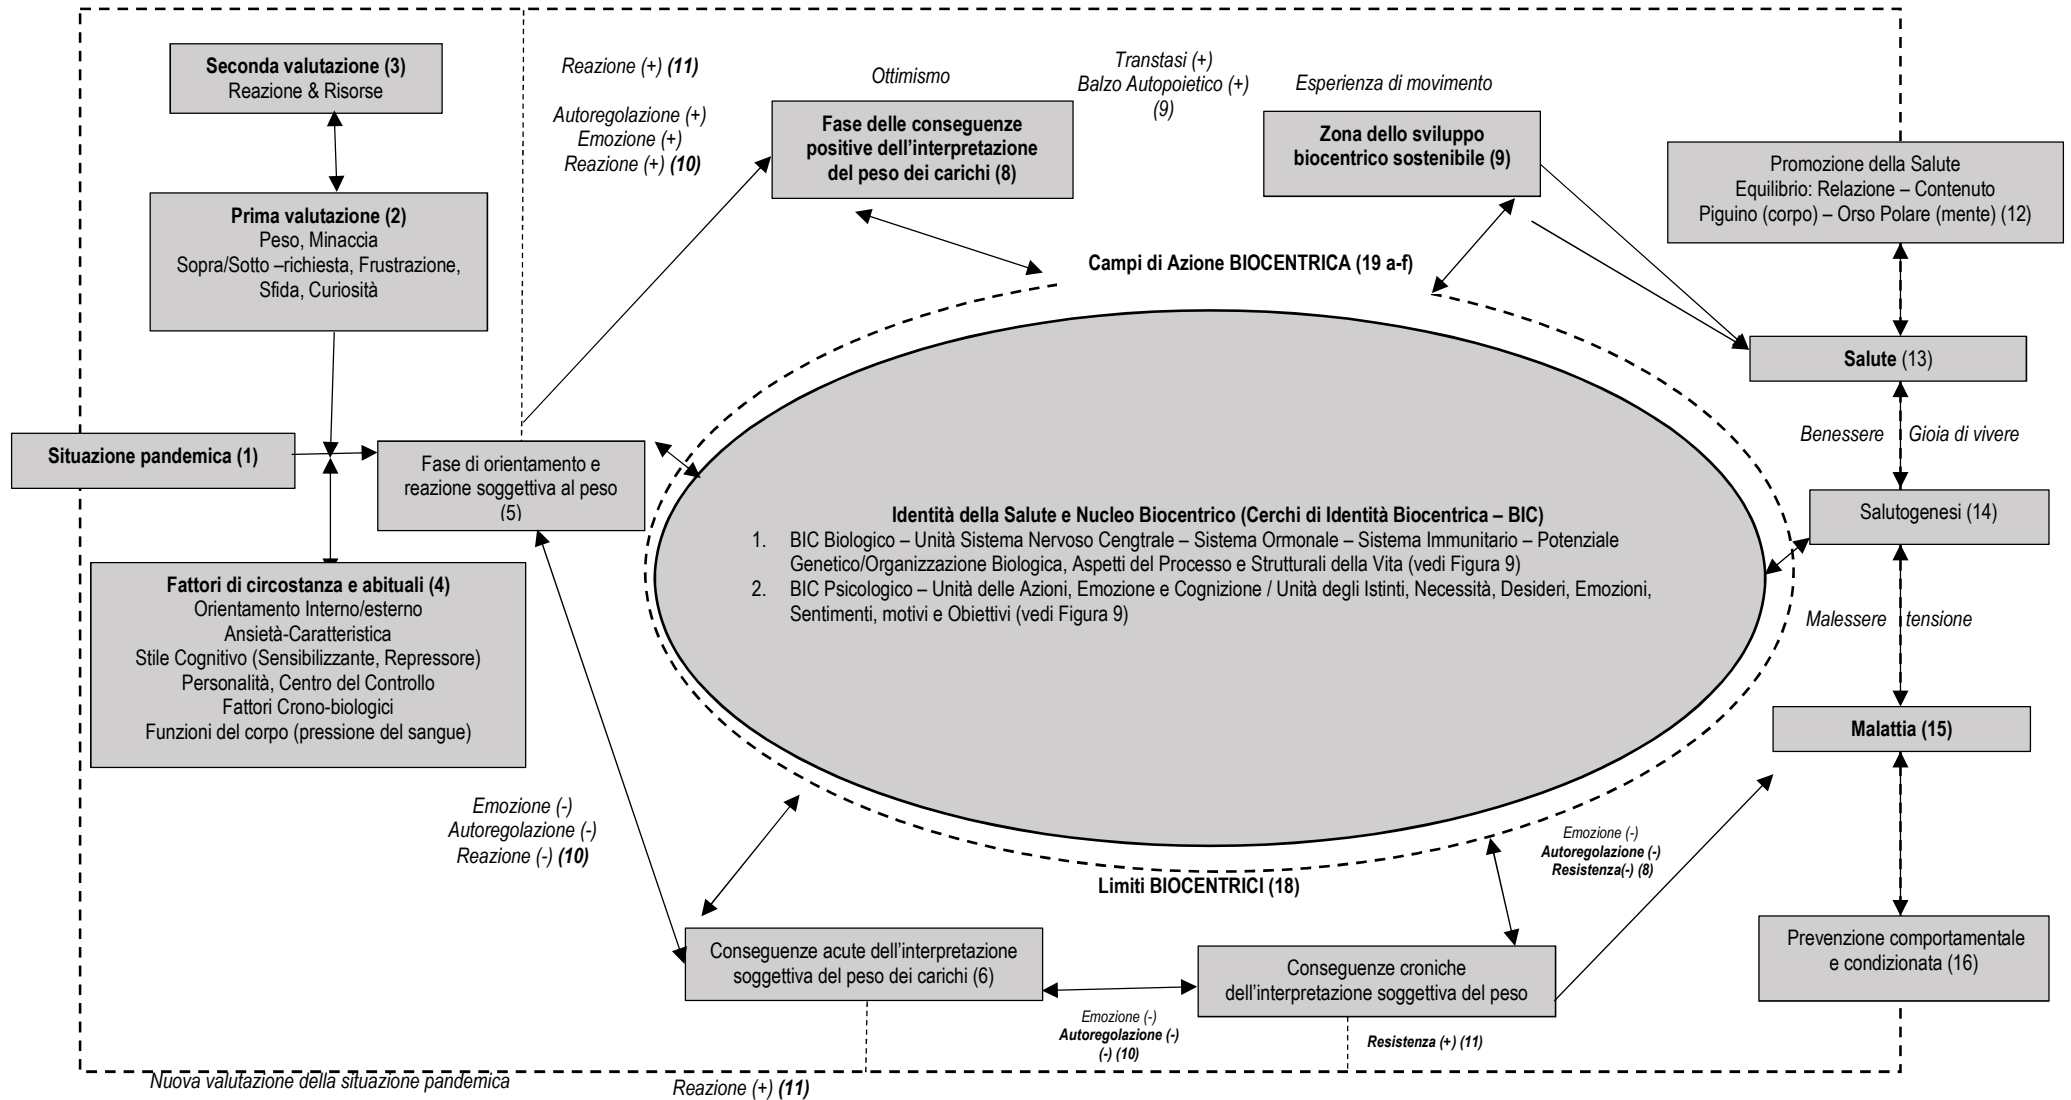 Seconda valutazione (3)
Reazione & Risorse
Prima valutazione (2)
Peso, Minaccia
Sopra/Sotto –richiesta, Frustrazione,
Sfida, Curiosità
Situazione pandemica (1)
Fase di orientamento e
reazione soggettiva al peso
(5)
Fattori di circostanza e abituali (4)
Orientamento Interno/esterno
Ansietà-Caratteristica
Stile Cognitivo (Sensibilizzante, Repressore)
Personalità, Centro del Controllo
Fattori Crono-biologici
Funzioni del corpo (pressione del sangue)
Reazione (+) (11)
Autoregolazione (+)
Emozione (+)
Reazione (+) (10)
Ottimismo
Fase delle conseguenze
positive dell’interpretazione
del peso dei carichi (8)
Transtasi (+)
Balzo Autopoietico (+)
(9)
Esperienza di movimento
Zona dello sviluppo
biocentrico sostenibile (9)
Promozione della Salute
Equilibrio: Relazione – Contenuto
Piguino (corpo) – Orso Polare (mente) (12)
Campi di Azione BIOCENTRICA (19 a-f)
Salute (13)
Benessere
Gioia di vivere
Salutogenesi (14)
Malessere
tensione
Malattia (15)
Prevenzione comportamentale
e condizionata (16)
Identità della Salute e Nucleo Biocentrico (Cerchi di Identità Biocentrica – BIC)
1. BIC Biologico – Unità Sistema Nervoso Cengtrale – Sistema Ormonale – Sistema Immunitario – Potenziale
Genetico/Organizzazione Biologica, Aspetti del Processo e Strutturali della Vita (vedi Figura 9)
2. BIC Psicologico – Unità delle Azioni, Emozione e Cognizione / Unità degli Istinti, Necessità, Desideri, Emozioni,
Sentimenti, motivi e Obiettivi (vedi Figura 9)
Limiti BIOCENTRICI (18)
Emozione (-)
Autoregolazione (-)
Reazione (-) (10)
Emozione (-)
Autoregolazione (-)
Resistenza(-) (8)
Conseguenze acute dell’interpretazione
soggettiva del peso dei carichi (6)
Conseguenze croniche
dell’interpretazione soggettiva del peso
Emozione (-)
Autoregolazione (-)
(-) (10)
Resistenza (+) (11)
Nuova valutazione della situazione pandemica
Reazione (+) (11)